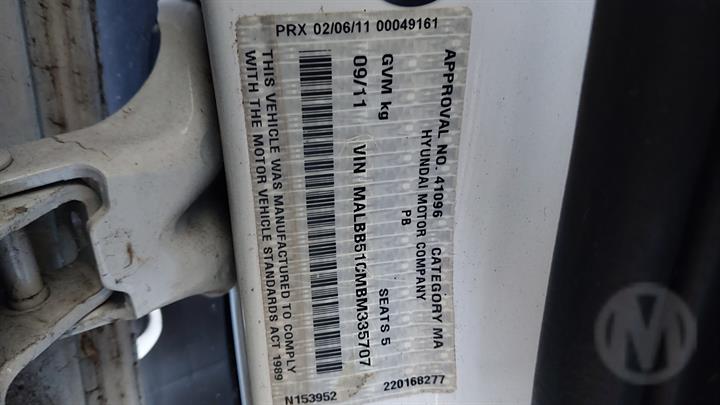 PRX 02/06/11 00049161
APPROVAL NO. 41096 CATEGORY MA
HYUNDAI MOTOR COMPANY
PB
GVM kg SEATS 5
09/11 VIN MALBB51CMBM335707
THIS VEHICLE WAS MANUFACTURED TO COMPLY
WITH THE MOTOR VEHICLE STANDARDS ACT 1989
N153952
220168277
M